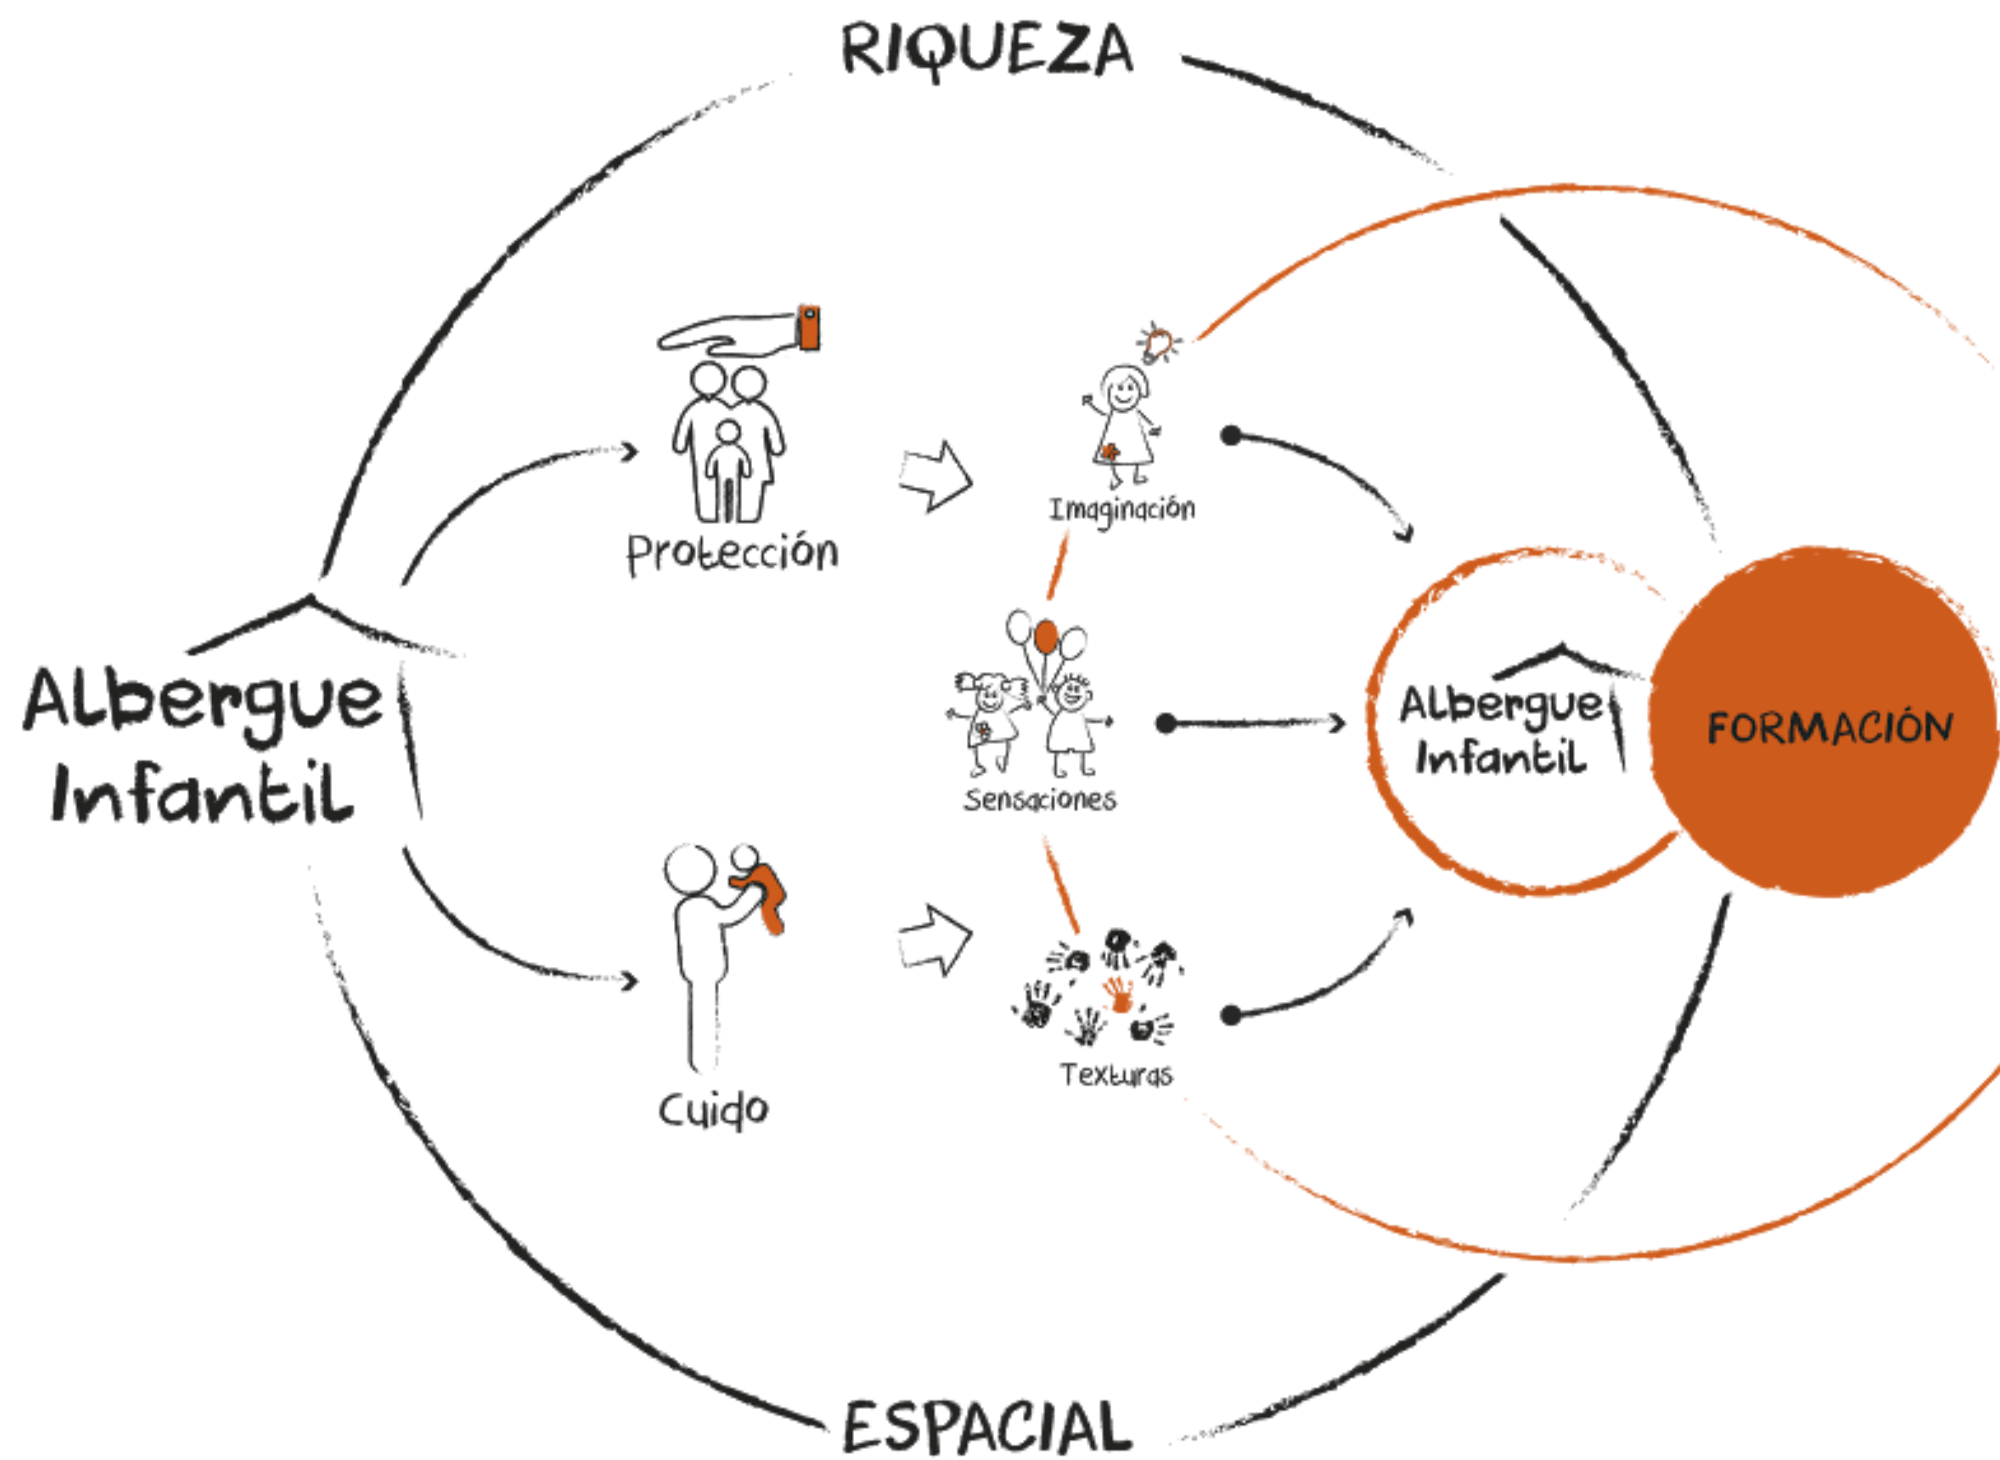 RIQUEZA
Protección
Imaginación
Albergue
Infantil
Sensaciones
Albergue
Infantil
FORMACIÓN
Cuido
Texturas
ESPACIAL